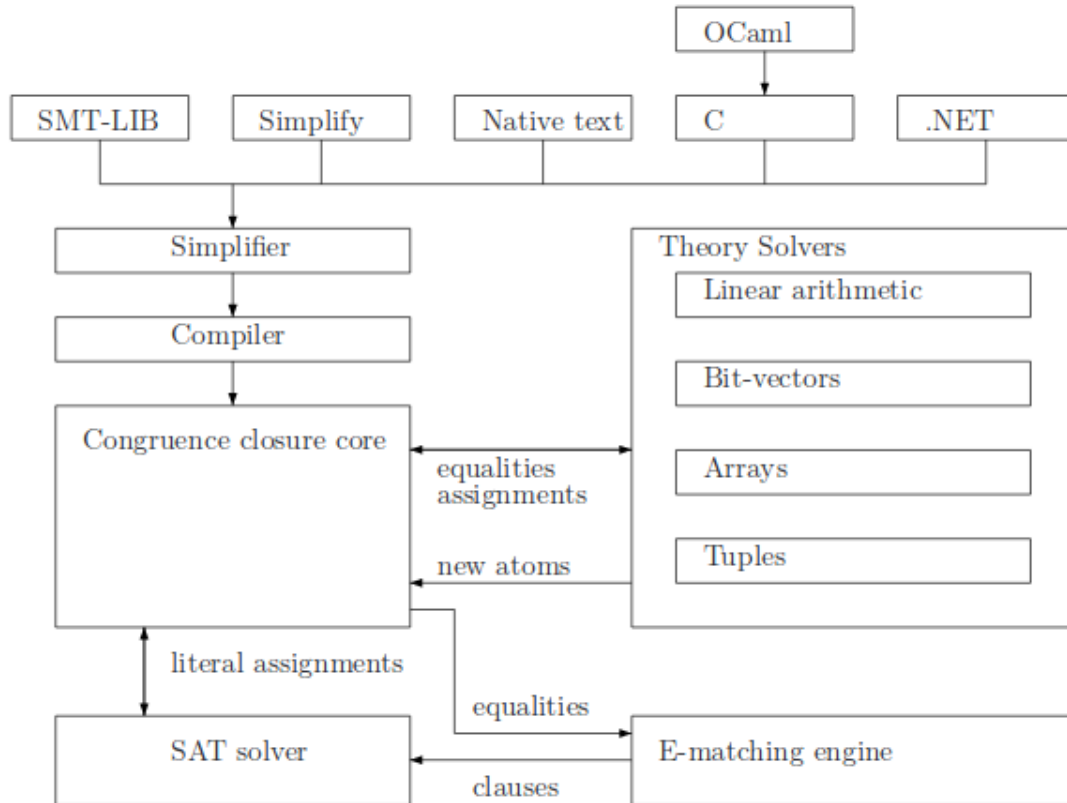 OCaml
SMT-LIB
Simplify
Native text
C
.NET
Simplifier
Theory Solvers
Linear arithmetic
Compiler
Bit-vectors
Congruence closure core
equalities
assignments
Arrays
new atoms
Tuples
literal assignments
equalities
SAT solver
E-matching engine
clauses